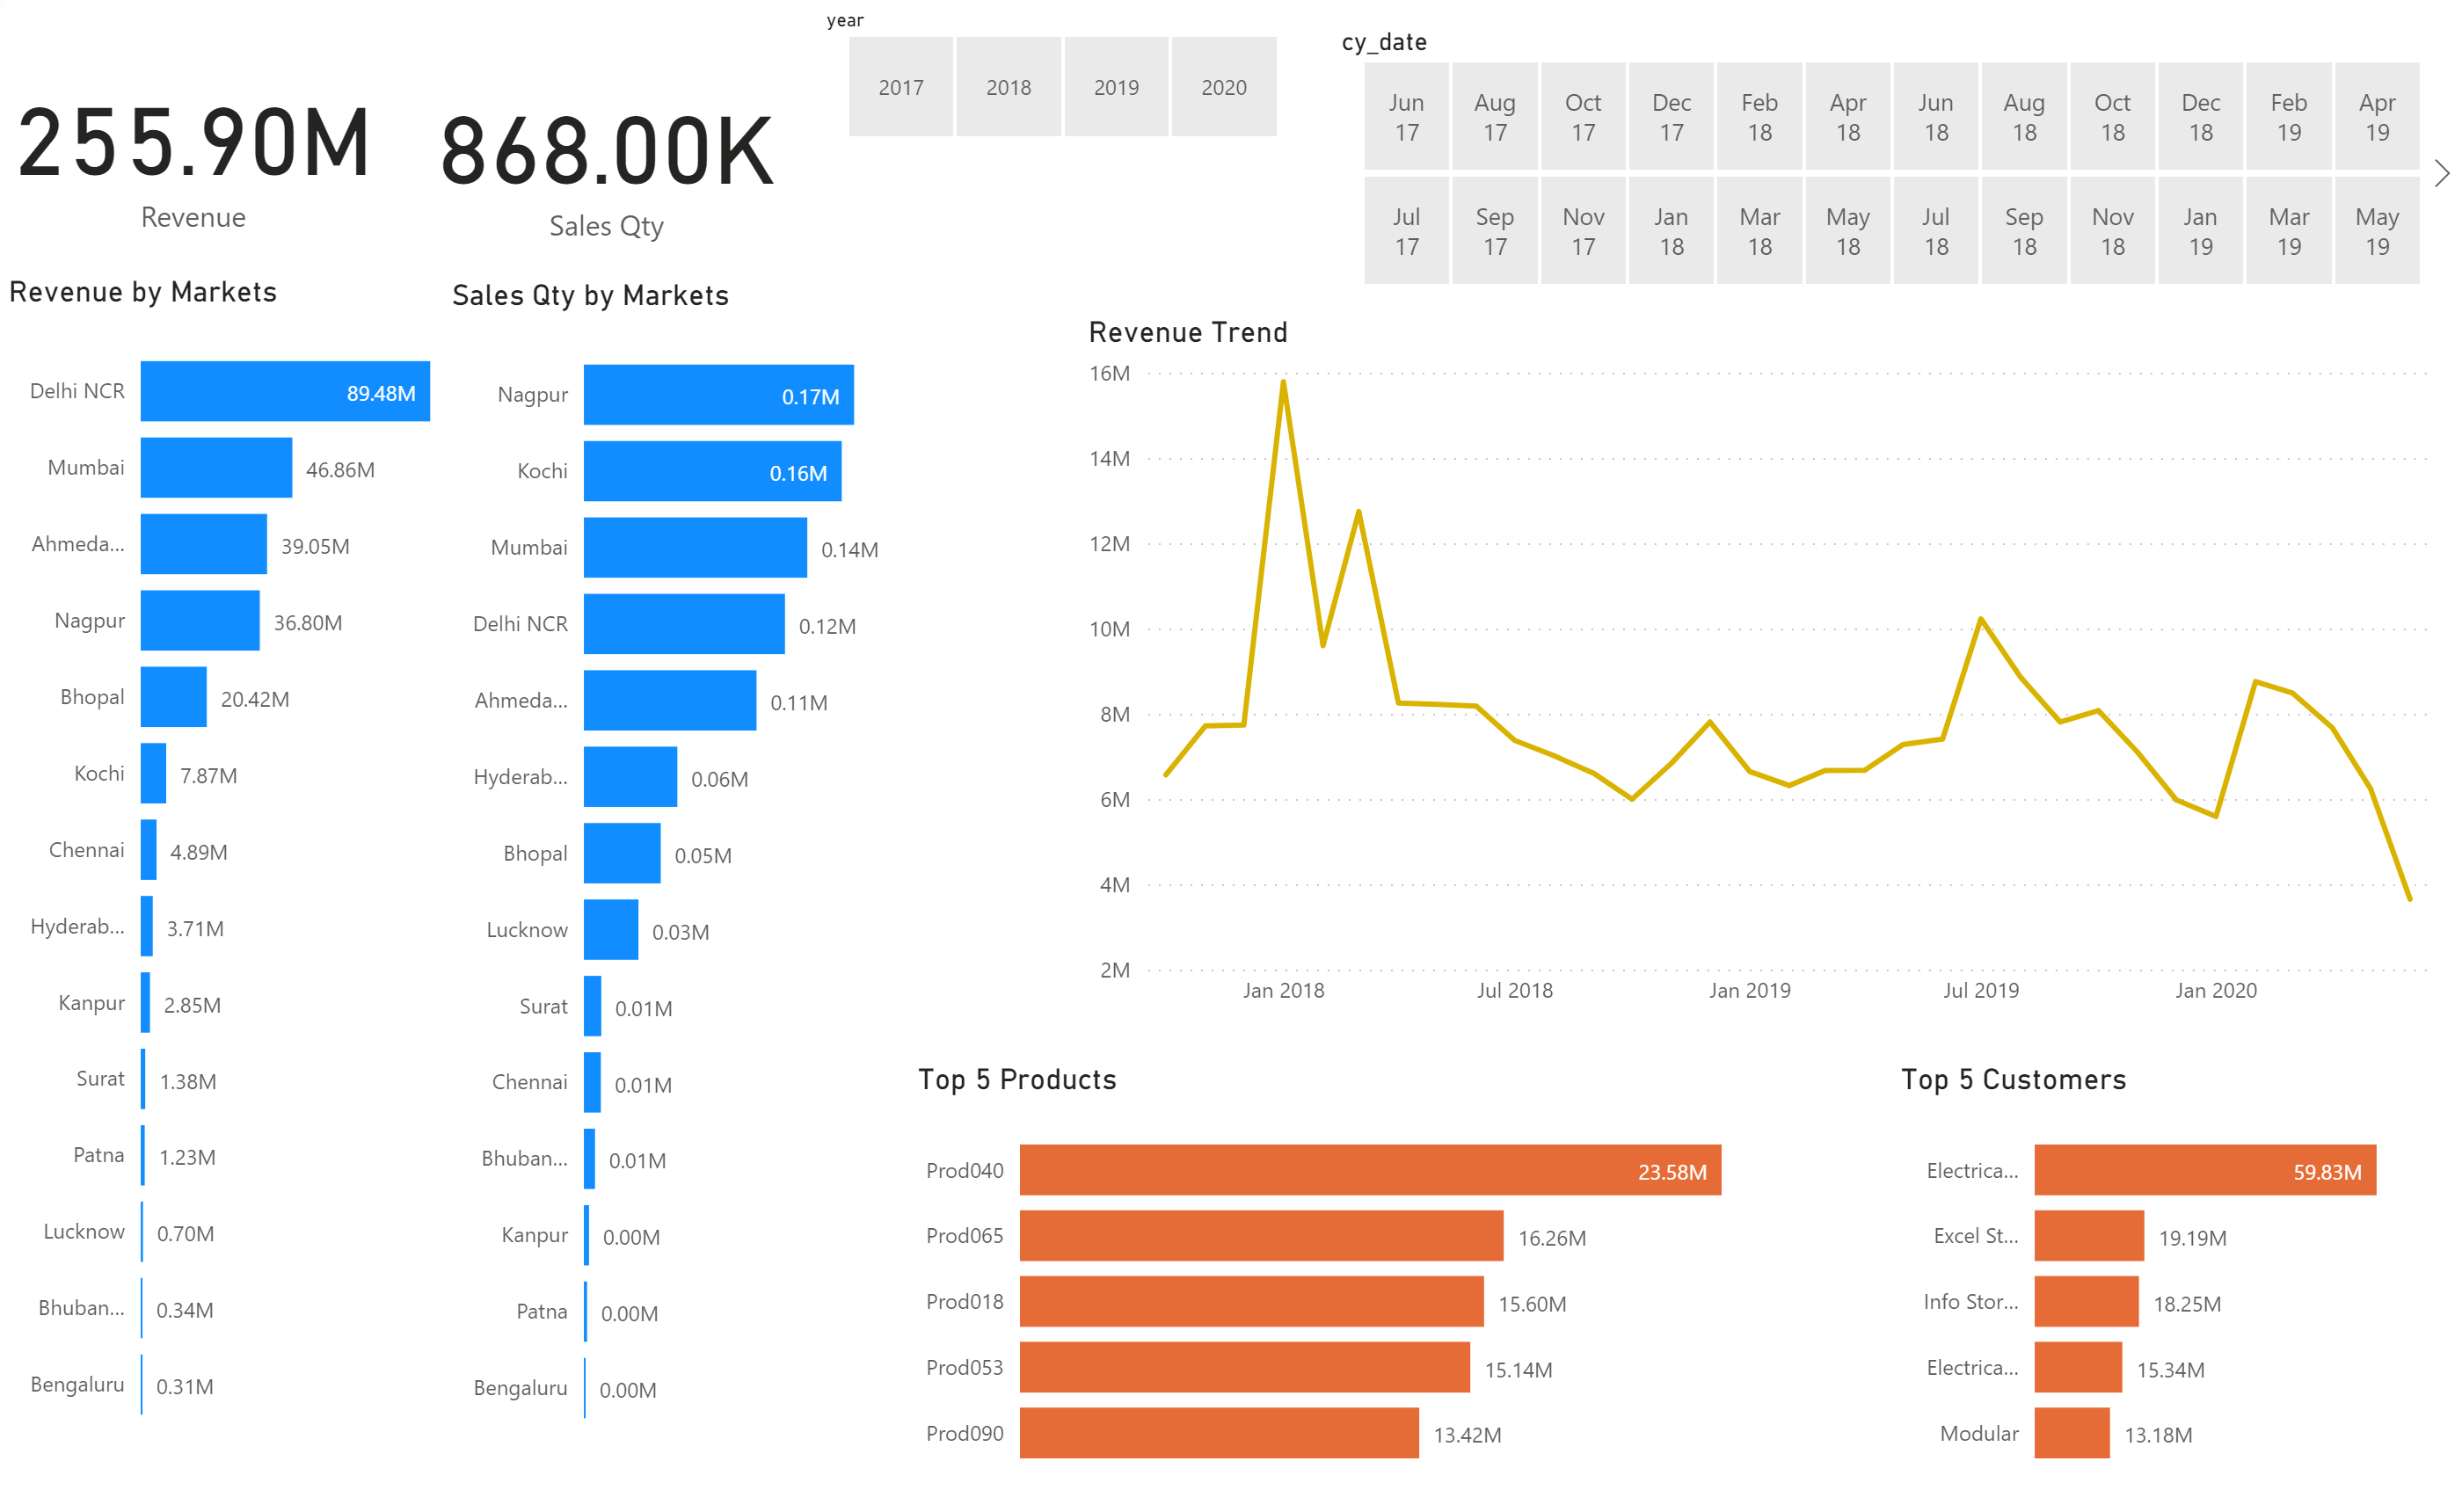 year
2017 2018 2019 2020
cy_date
Jun 17 Aug 17 Oct 17 Dec 17 Feb 18 Apr 18 Jun 18 Aug 18 Oct 18 Dec 18 Feb 19 Apr 19
Jul 17 Sep 17 Nov 17 Jan 18 Mar 18 May 18 Jul 18 Sep 18 Nov 18 Jan 19 Mar 19 May 19
255.90M
Revenue
868.00K
Sales Qty
Revenue by Markets
Delhi NCR 89.48M
Mumbai 46.86M
Ahmeda... 39.05M
Nagpur 36.80M
Bhopal 20.42M
Kochi 7.87M
Chennai 4.89M
Hyderab... 3.71M
Kanpur 2.85M
Surat 1.38M
Patna 1.23M
Lucknow 0.70M
Bhuban... 0.34M
Bengaluru 0.31M
Sales Qty by Markets
Nagpur 0.17M
Kochi 0.16M
Mumbai 0.14M
Delhi NCR 0.12M
Ahmeda... 0.11M
Hyderab... 0.06M
Bhopal 0.05M
Lucknow 0.03M
Surat 0.01M
Chennai 0.01M
Bhuban... 0.01M
Kanpur 0.00M
Patna 0.00M
Bengaluru 0.00M
Revenue Trend
16M
14M
12M
10M
8M
6M
4M
2M
Jan 2018 Jul 2018 Jan 2019 Jul 2019 Jan 2020
Top 5 Products
Prod040 23.58M
Prod065 16.26M
Prod018 15.60M
Prod053 15.14M
Prod090 13.42M
Top 5 Customers
Electrica... 59.83M
Excel St... 19.19M
Info Stor... 18.25M
Electrica... 15.34M
Modular 13.18M